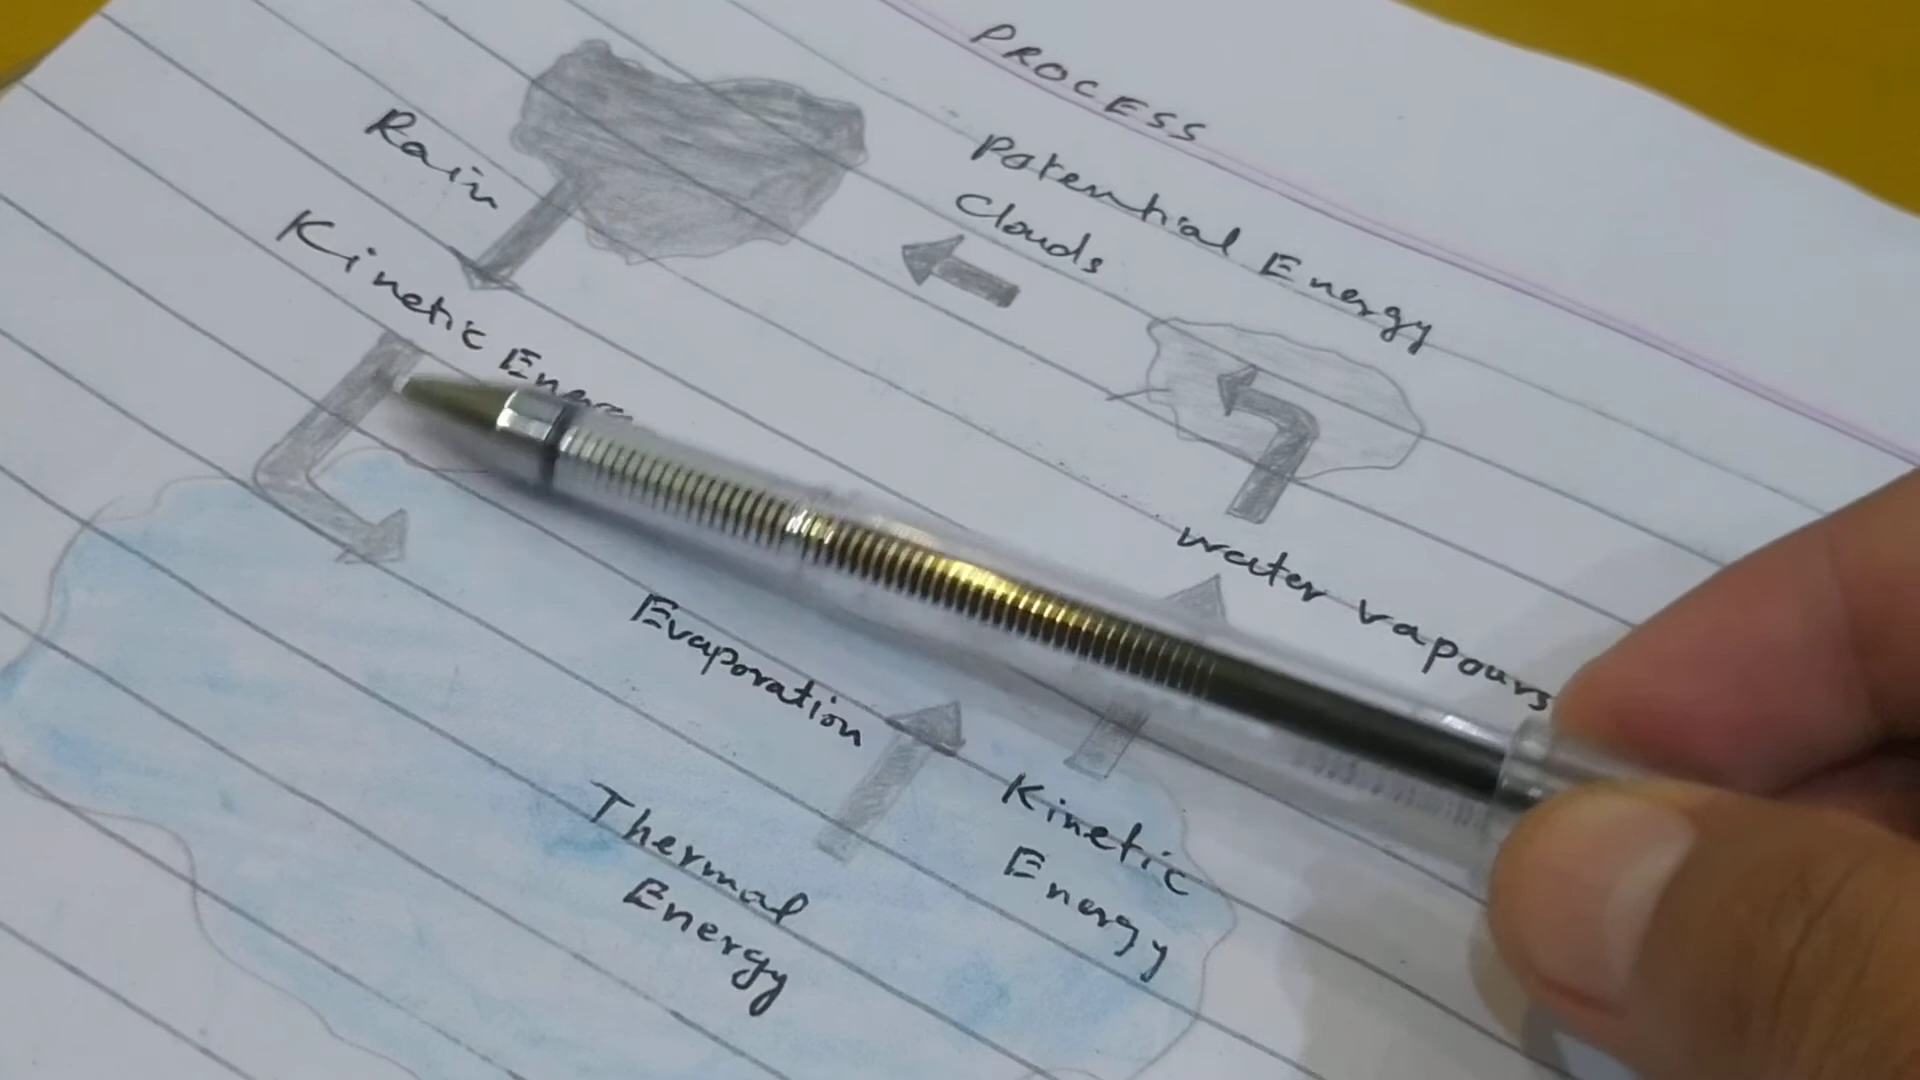 PROCESS
Potential Energy
Clouds
Rain
Kinetic
water vapours
Evaporation
Kinetic
Energy
Thermal
Energy